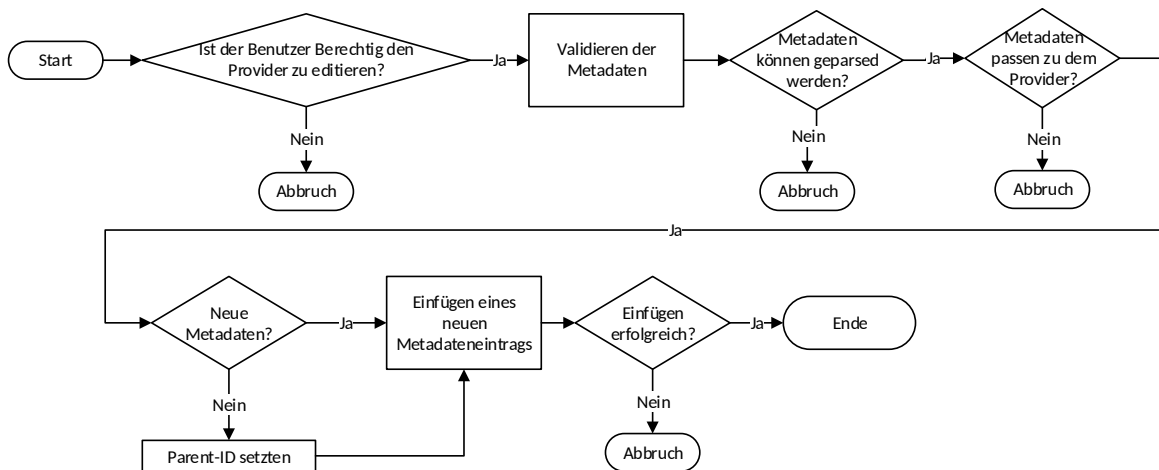 Start
Ist der Benutzer Berechtig den
Provider zu editieren?
Ja
Validieren der
Metadaten
Metadaten
können geparsed
werden?
Ja
Metadaten
passen zu dem
Provider?
Nein
Nein
Nein
Abbruch
Abbruch
Abbruch
Ja
Neue
Metadaten?
Ja
Einfügen eines
neuen
Metadateneintrags
Einfügen
erfolgreich?
Ja
Ende
Nein
Nein
Parent-ID setzten
Abbruch